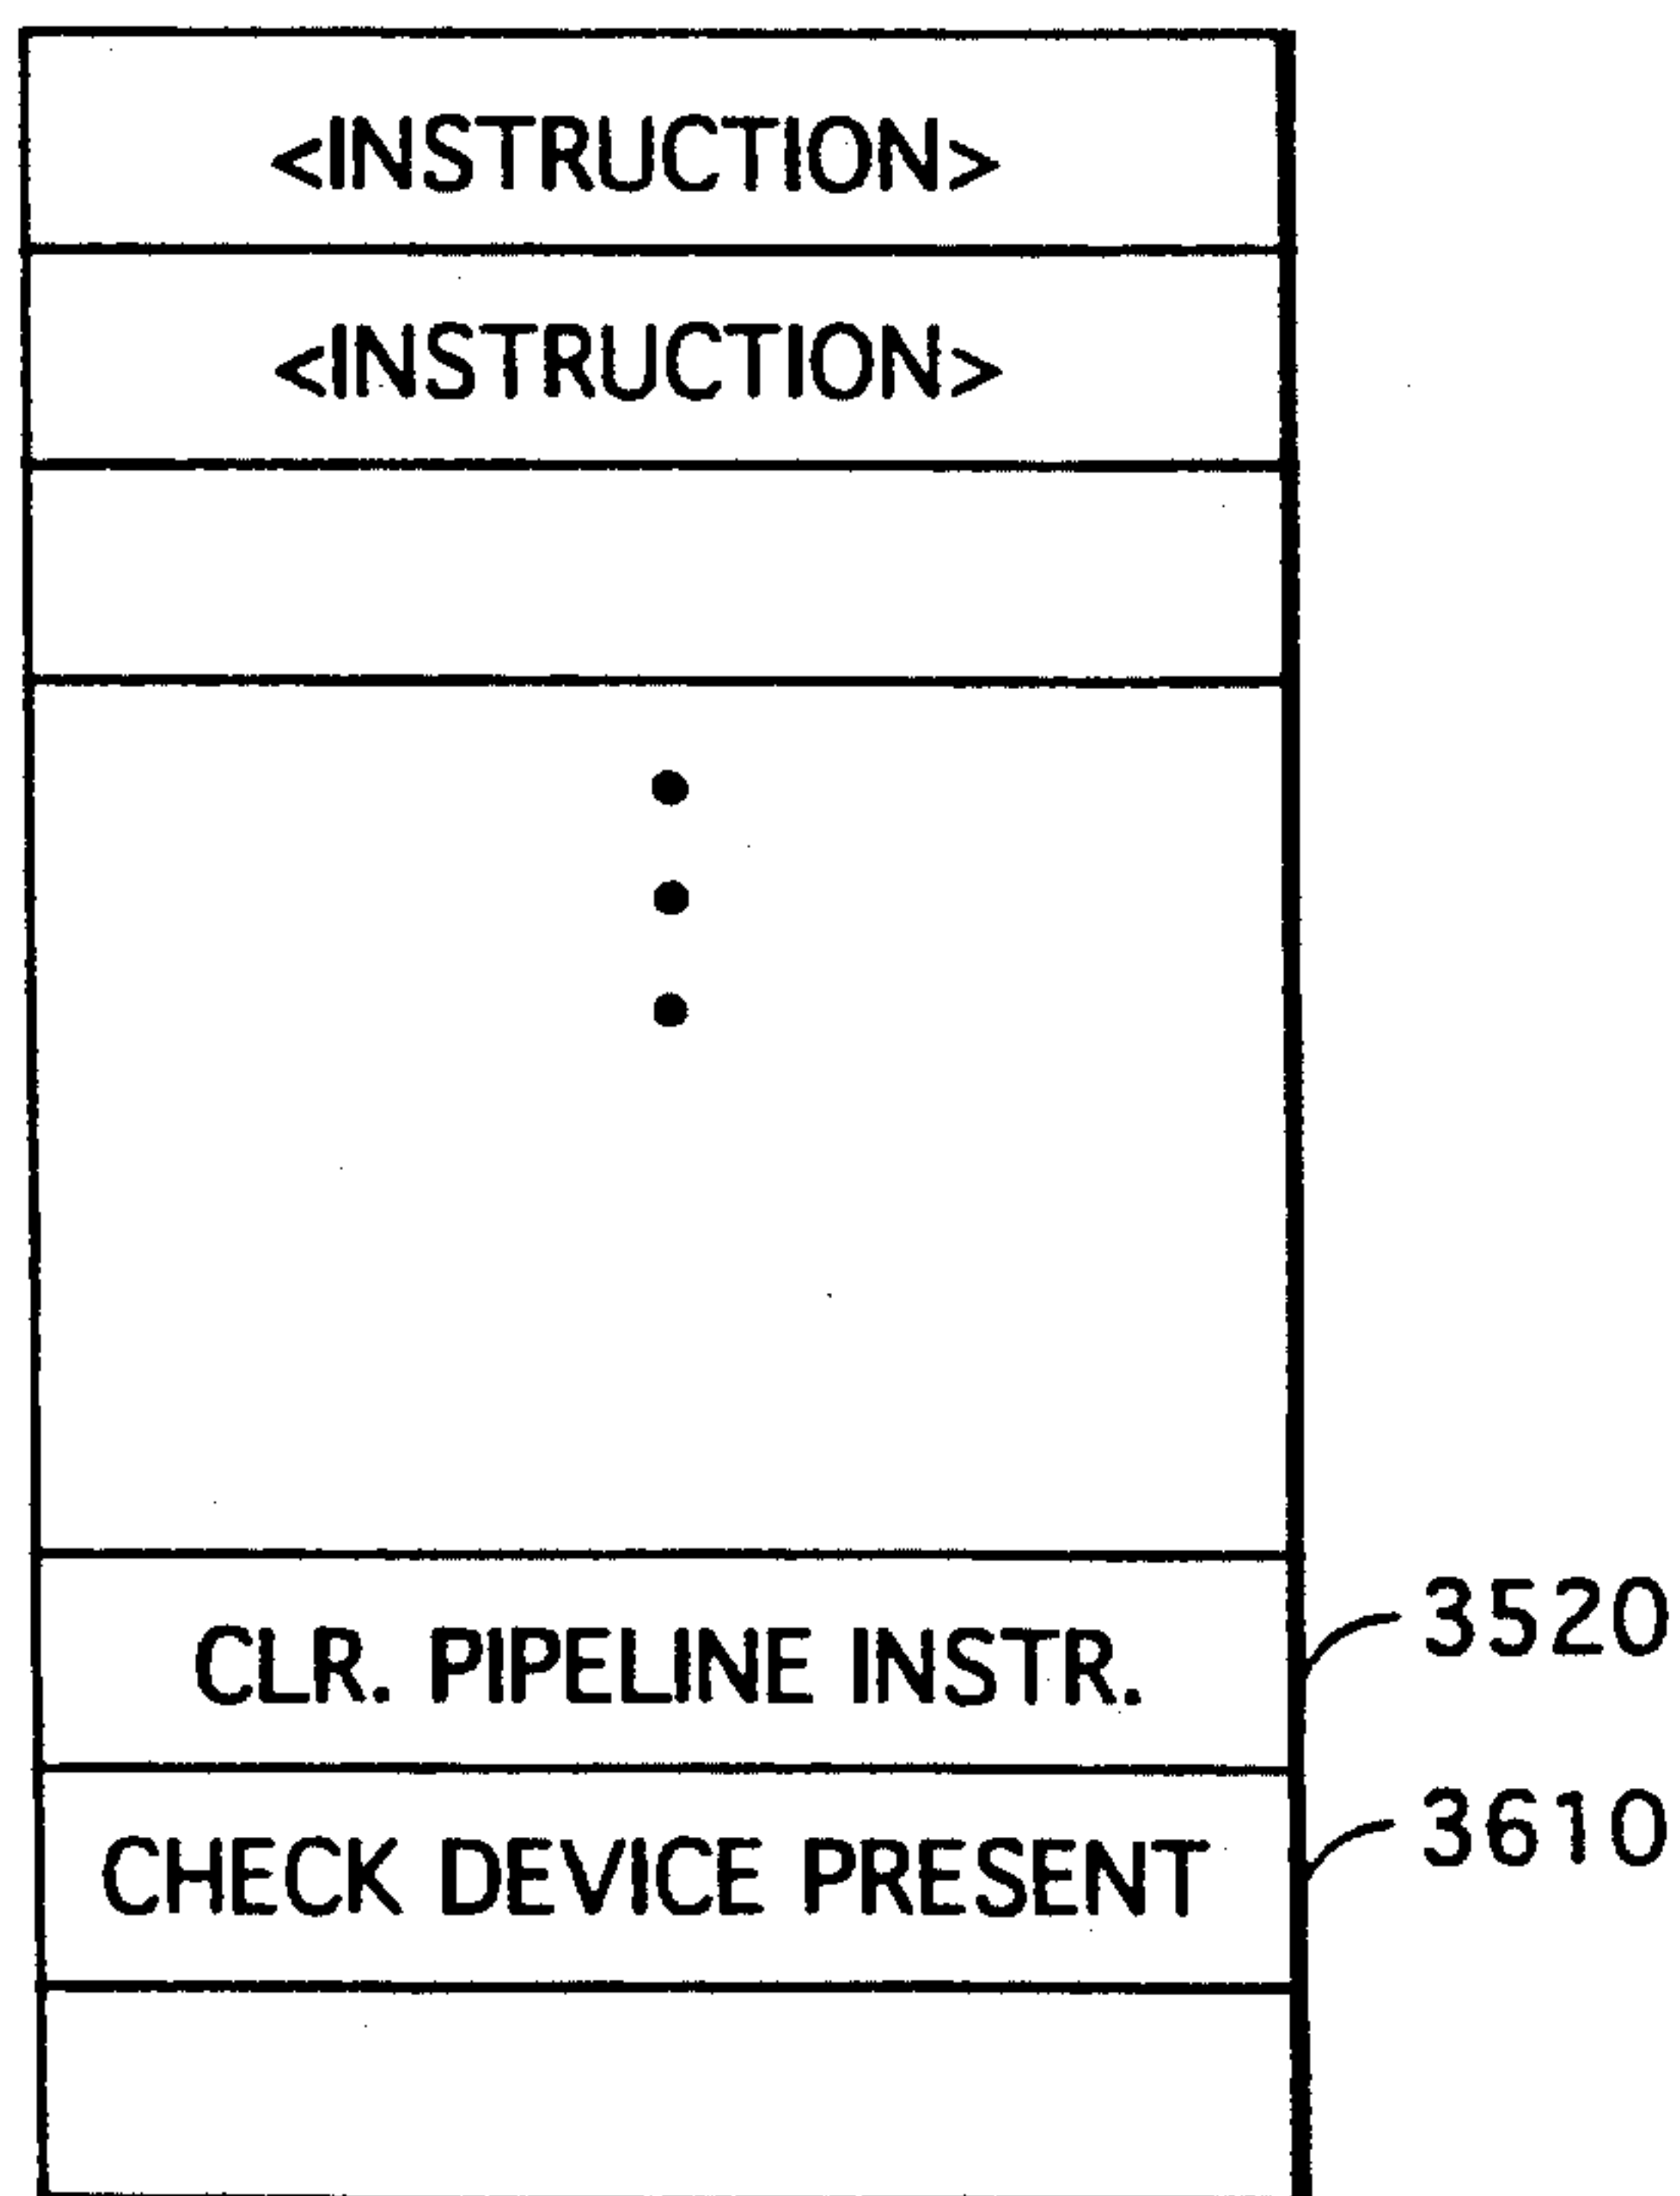 <INSTRUCTION>
<INSTRUCTION>
CLR. PIPELINE INSTR.
3520
CHECK DEVICE PRESENT
3610